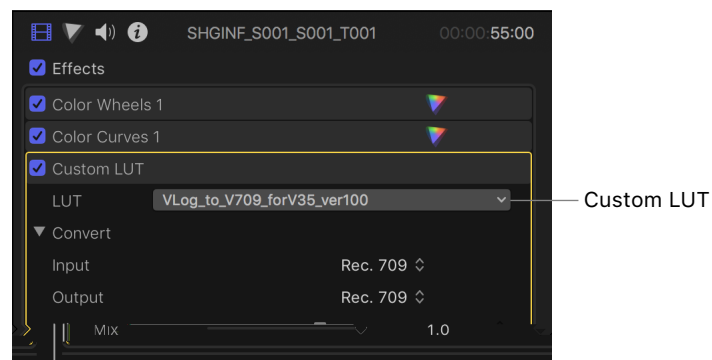 SHGINF_S001_S001_T001 00:00:55:00
Effects
Color Wheels 1
Color Curves 1
Custom LUT
LUT VLog_to_V709_forV35_ver100 Custom LUT
Convert
Input Rec. 709
Output Rec. 709
Mix 1.0